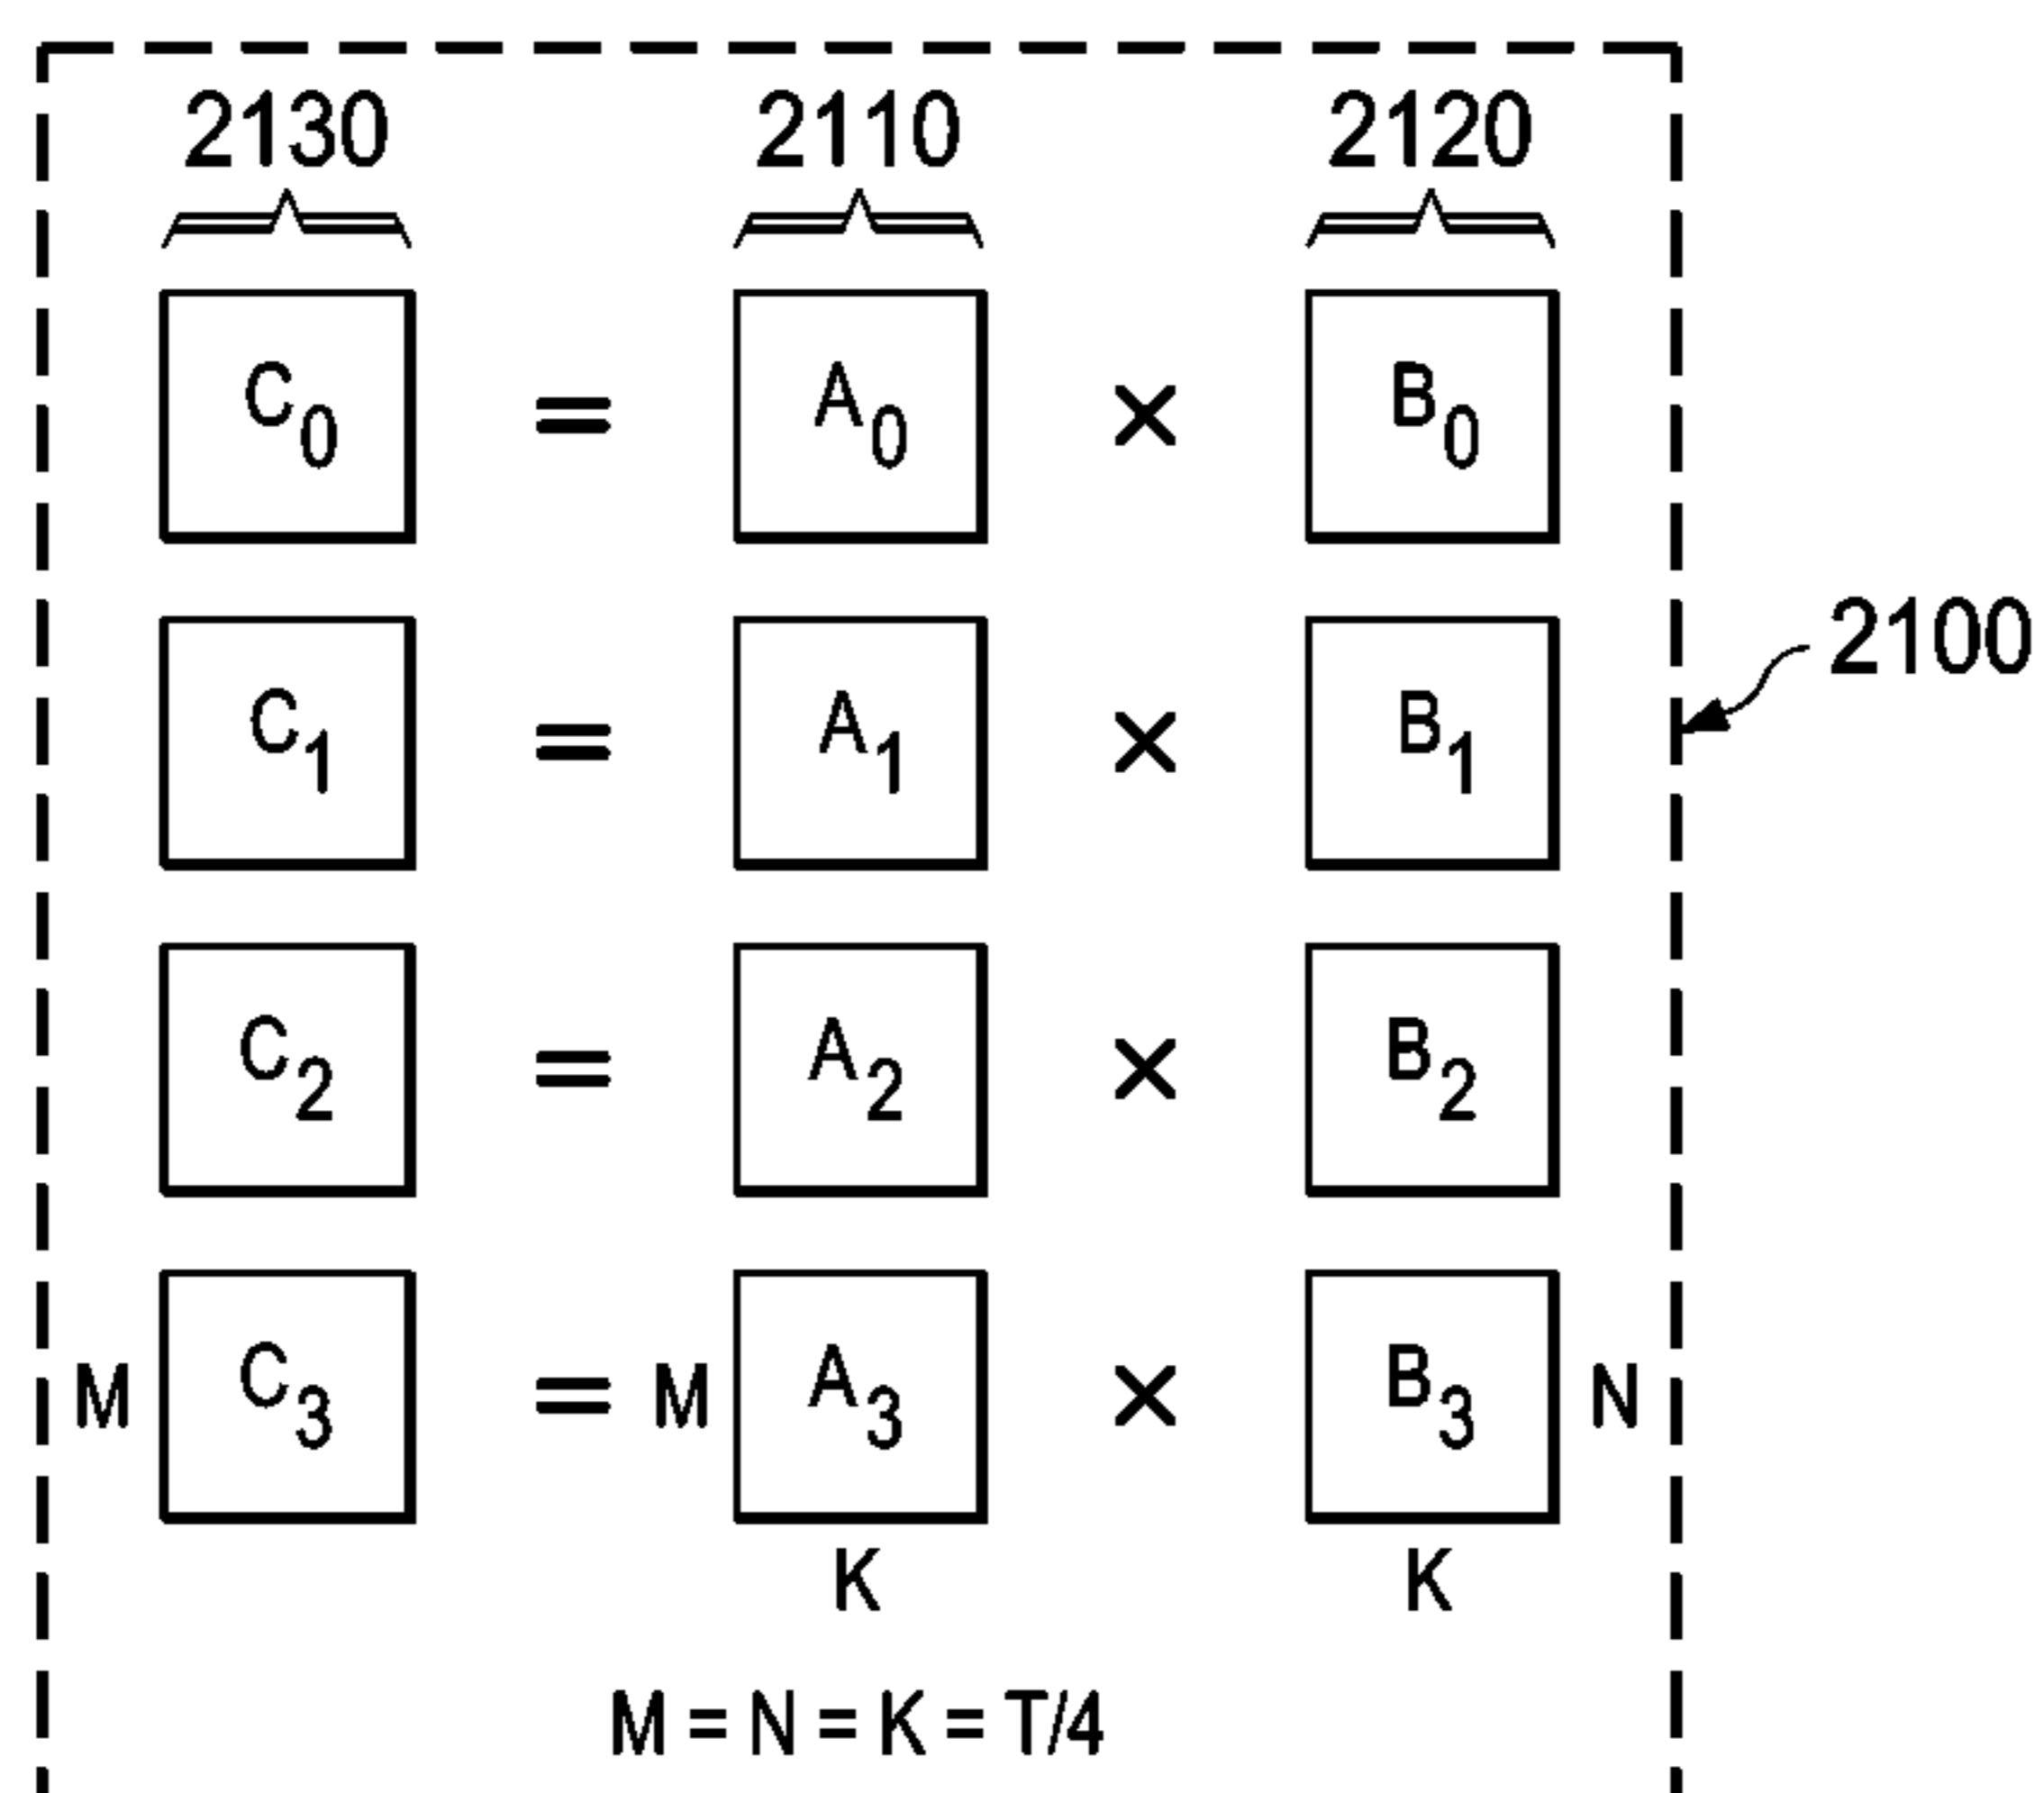 2130 2110 2120
C₀ = A₀ × B₀
2100
C₁ = A₁ × B₁
C₂ = A₂ × B₂
M C₃ = M A₃ × B₃ N
K K
M = N = K = T/4